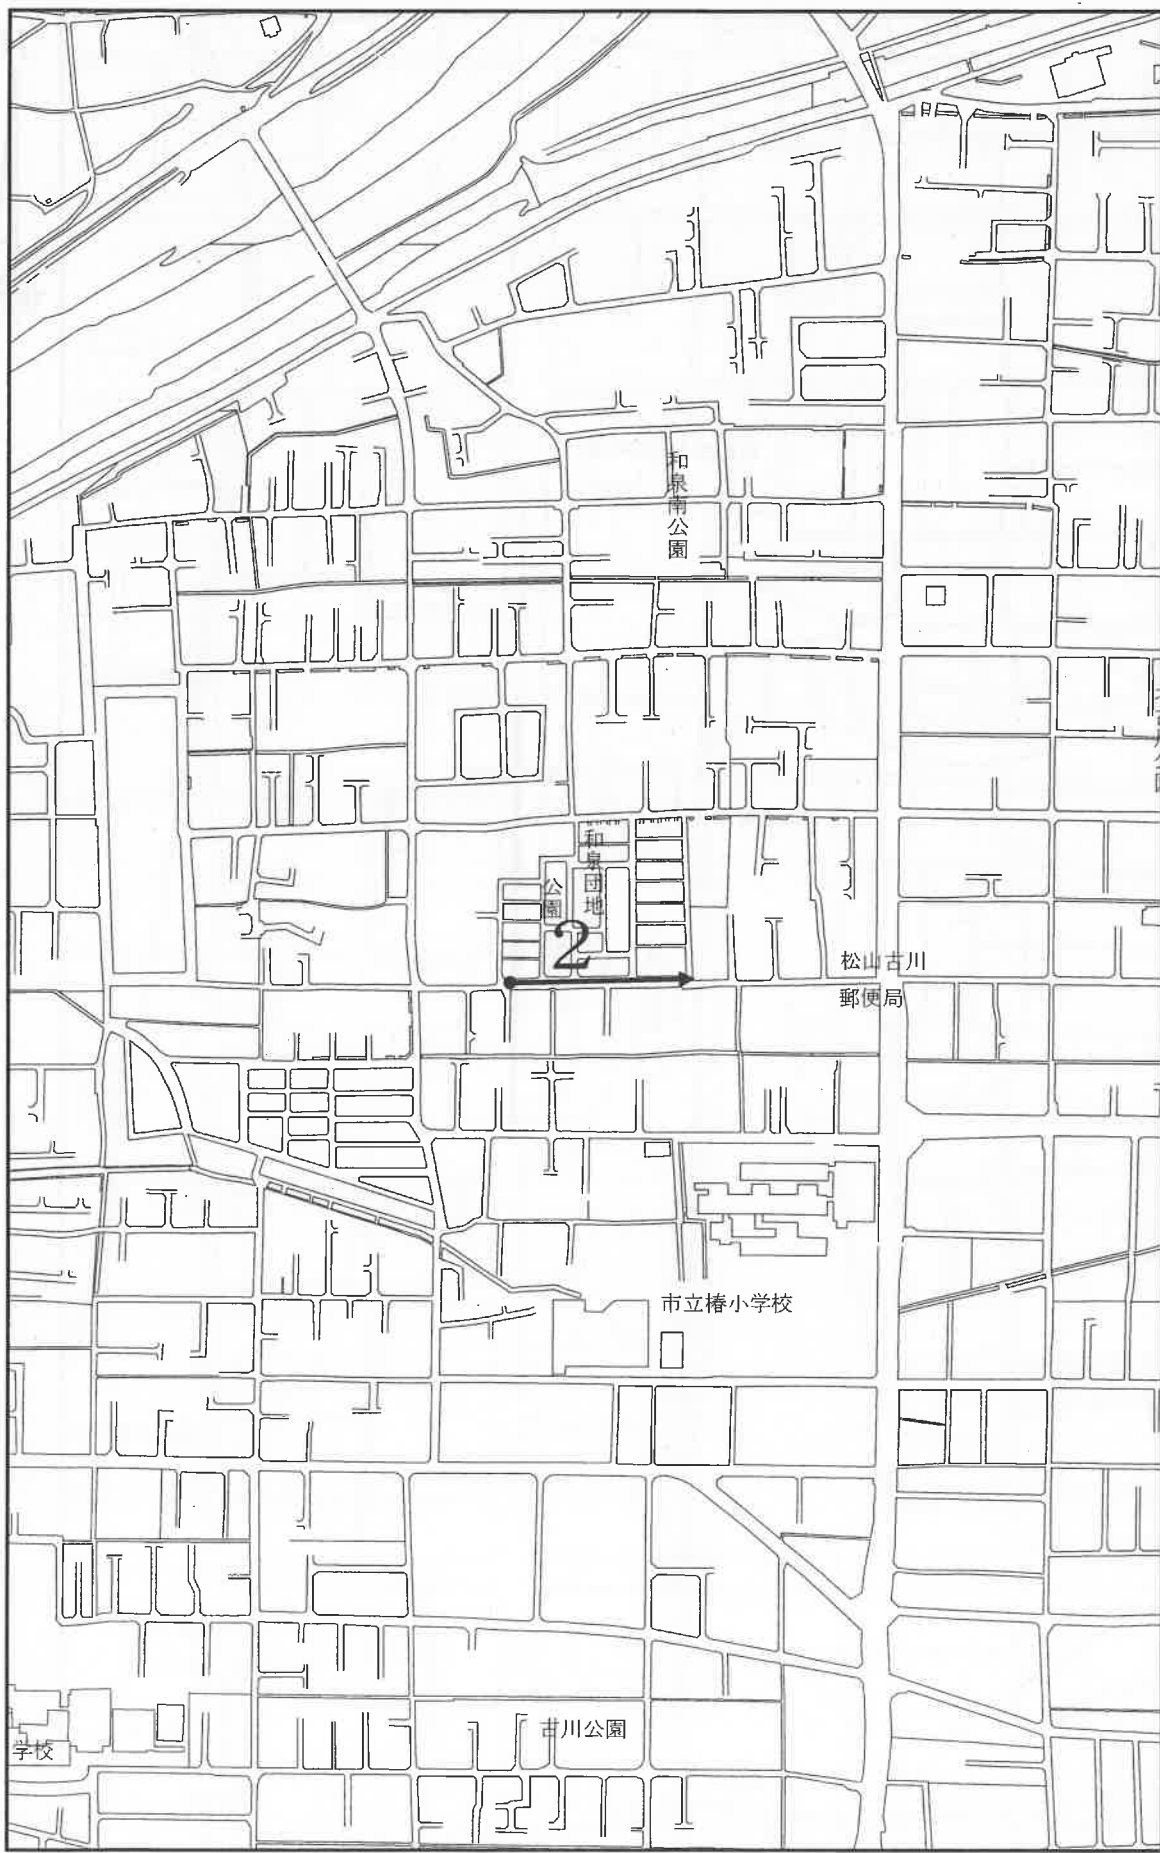 和泉南公園
和泉団地
公園
2
松山古川
郵便局
市立椿小学校
古川公園
学校